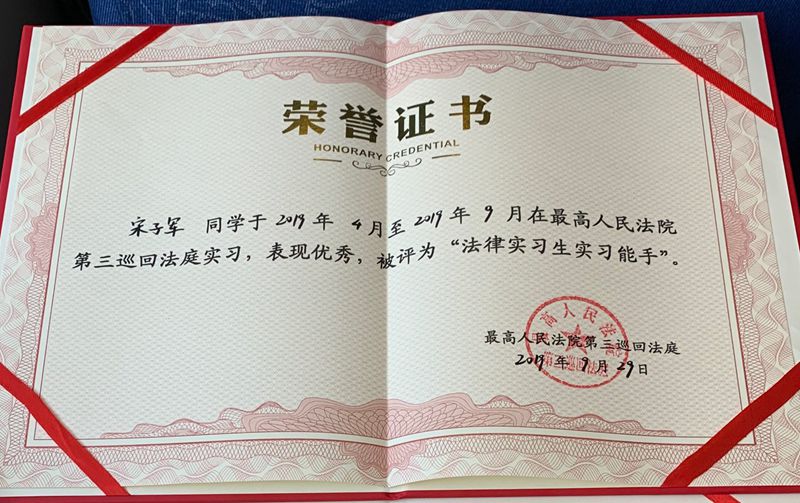 荣誉证书
HONORARY CREDENTIAL
宋子军 同学于 2019 年 4 月至 2019 年 9 月在最高人民法院
第三巡回法庭实习，表现优秀，被评为“法律实习生实习能手”。
最高人民法院第三巡回法庭
2019 年 9 月 29 日